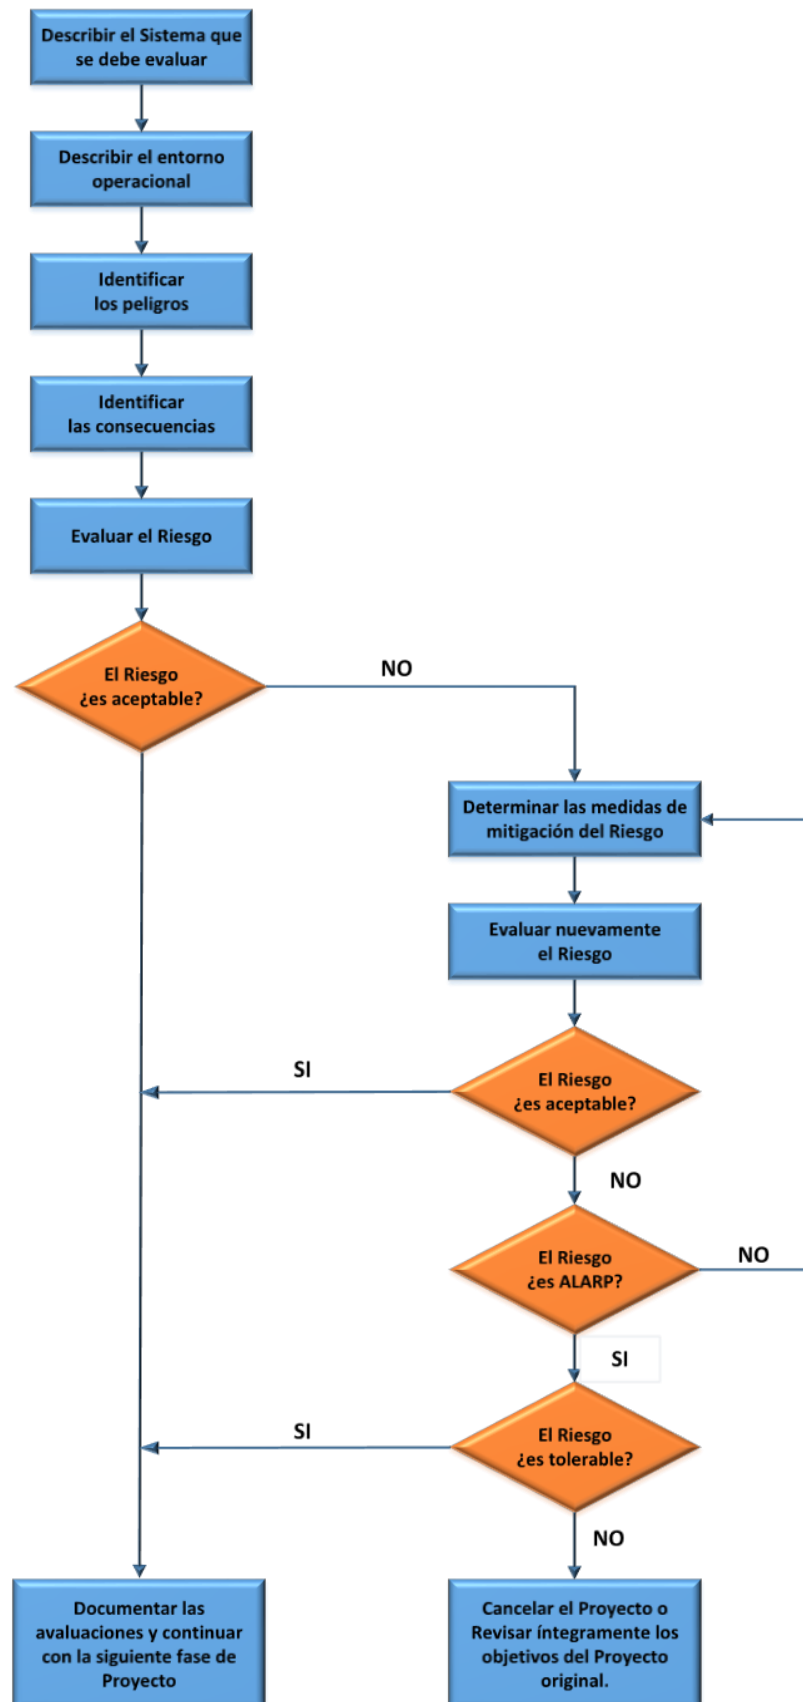 Describir el Sistema que
se debe evaluar
Describir el entorno
operacional
Identificar
los peligros
Identificar
las consecuencias
Evaluar el Riesgo
El Riesgo
¿es aceptable?
NO
Determinar las medidas de
mitigación del Riesgo
Evaluar nuevamente
el Riesgo
El Riesgo
¿es aceptable?
SI
NO
El Riesgo
¿es ALARP?
NO
SI
El Riesgo
¿es tolerable?
SI
NO
Documentar las
avaluaciones y continuar
con la siguiente fase de
Proyecto
Cancelar el Proyecto o
Revisar íntegramente los
objetivos del Proyecto
original.